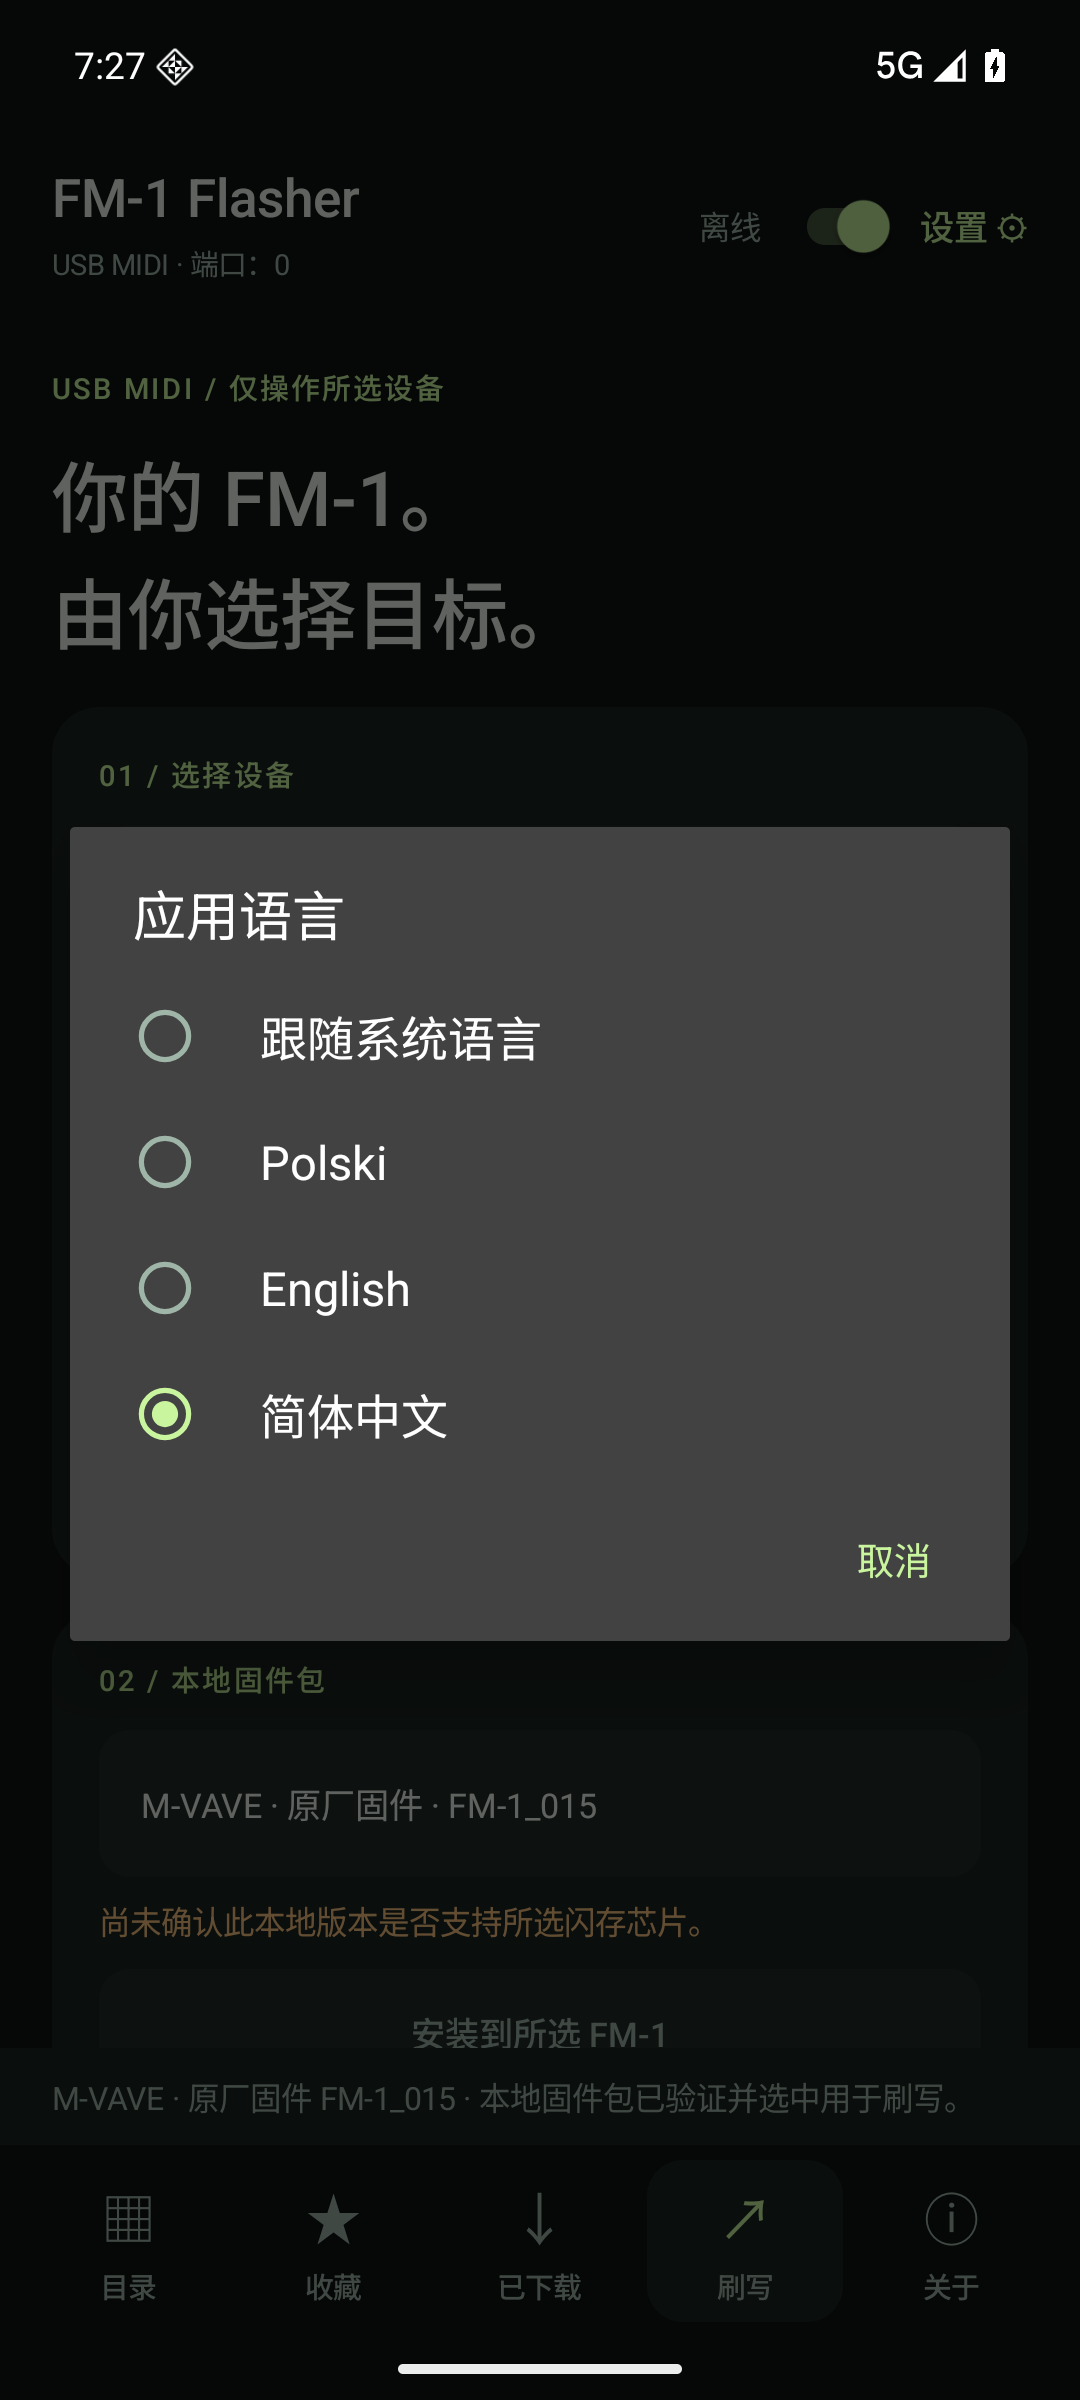 7:27
5G
FM-1 Flasher
离线
设置
USB MIDI · 端口：0
USB MIDI / 仅操作所选设备
你的 FM-1。
由你选择目标。
01 / 选择设备
应用语言
跟随系统语言
Polski
English
简体中文
取消
02 / 本地固件包
M-VAVE · 原厂固件 · FM-1_015
尚未确认此本地版本是否支持所选闪存芯片。
安装到所选 FM-1
M-VAVE · 原厂固件 FM-1_015 · 本地固件包已验证并选中用于刷写。
目录
收藏
已下载
刷写
关于